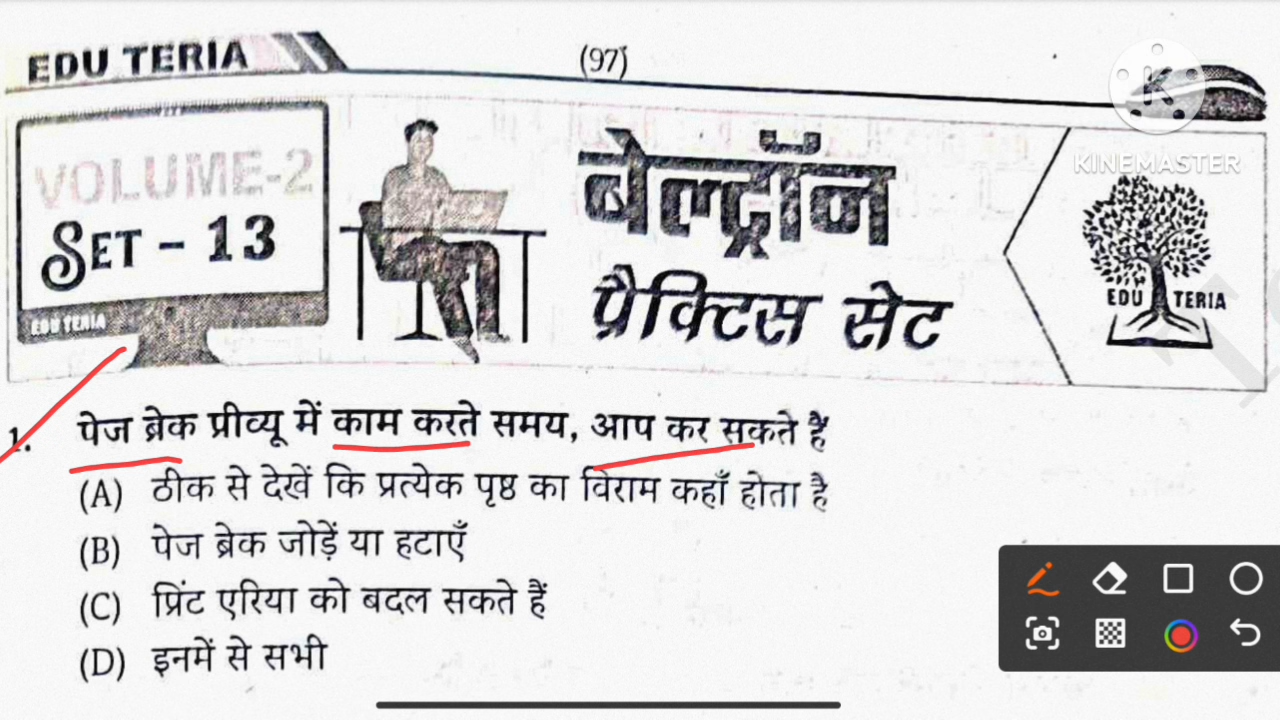 EDU TERIA
(97)
K
KINEMASTER
VOLUME-2
SET - 13
EDU TERIA
बेल्ट्रॉन
प्रैक्टिस सेट
EDU TERIA
1. पेज ब्रेक प्रीव्यू में काम करते समय, आप कर सकते हैं
(A) ठीक से देखें कि प्रत्येक पृष्ठ का विराम कहाँ होता है
(B) पेज ब्रेक जोड़ें या हटाएँ
(C) प्रिंट एरिया को बदल सकते हैं
(D) इनमें से सभी